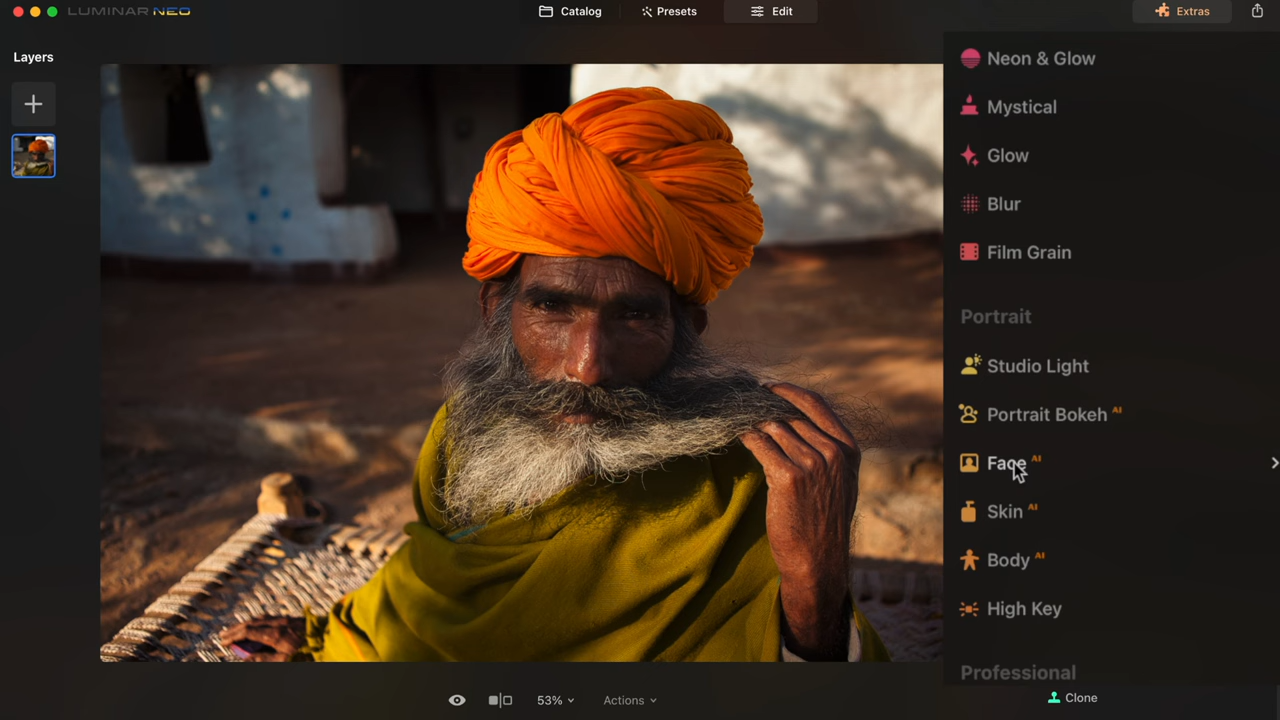 LUMINAR NEO
Catalog
Presets
Edit
Extras
Layers
Neon & Glow
Mystical
Glow
Blur
Film Grain
Portrait
Studio Light
Portrait Bokeh AI
Face AI
Skin AI
Body AI
High Key
Professional
53%
Actions
Clone